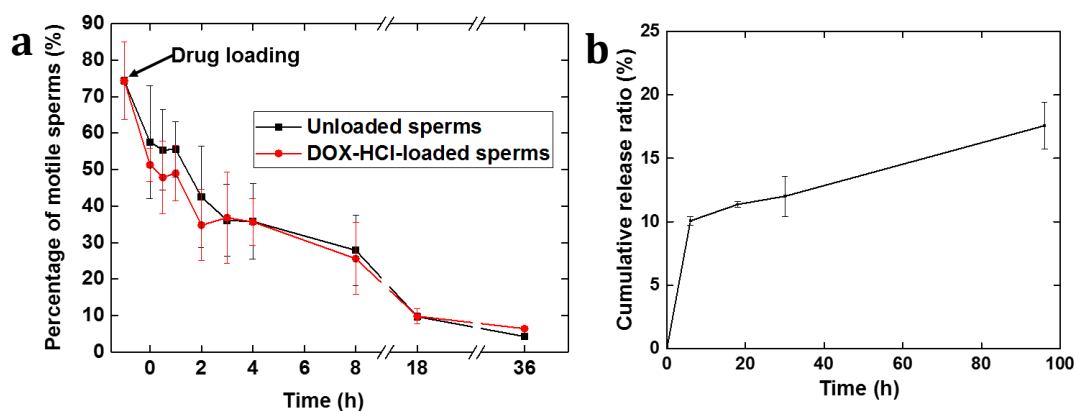 a
Percentage of motile sperms (%)
90
80
70
60
50
40
30
20
10
0
Drug loading
Unloaded sperms
DOX-HCl-loaded sperms
0 2 4 8 18 36
Time (h)
b
Cumulative release ratio (%)
25
20
15
10
5
0
0 20 40 60 80 100
Time (h)